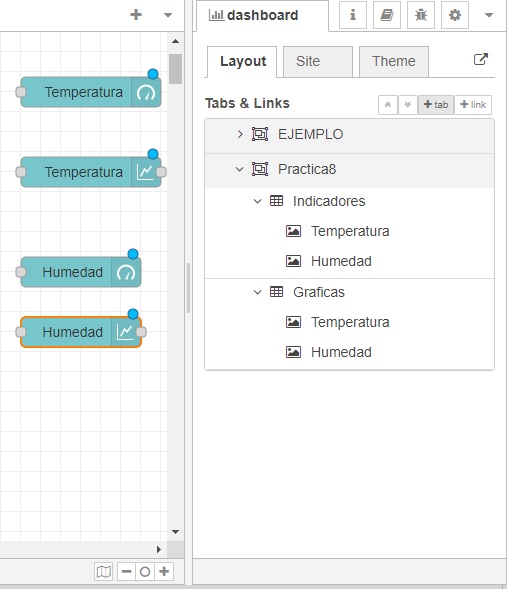 dashboard
Layout
Site
Theme
Tabs & Links
+ tab
+ link
EJEMPLO
Practica8
Indicadores
Temperatura
Humedad
Graficas
Temperatura
Humedad
Temperatura
Temperatura
Humedad
Humedad